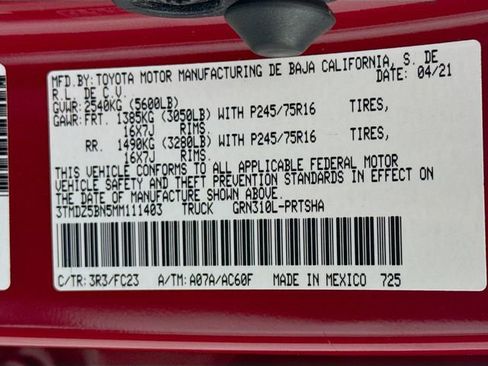 MFD.BY:TOYOTA MOTOR MANUFACTURING DE BAJA CALIFORNIA, S. DE
R.L. DE C.V. DATE: 04/21
GVWR: 2540KG (5600LB)
GAWR: FRT. 1385KG (3050LB) WITH P245/75R16 TIRES,
16X7J RIMS.
RR. 1490KG (3280LB) WITH P245/75R16 TIRES,
16X7J RIMS.
THIS VEHICLE CONFORMS TO ALL APPLICABLE FEDERAL MOTOR
VEHICLE SAFETY AND THEFT PREVENTION STANDARDS IN EFFECT ON
THE DATE OF MANUFACTURE SHOWN ABOVE.
3TMDZ5BN5MM111403 TRUCK GRN310L-PRTSHA
C/TR: 3R3/FC23 A/TM: A07A/AC60F MADE IN MEXICO 725